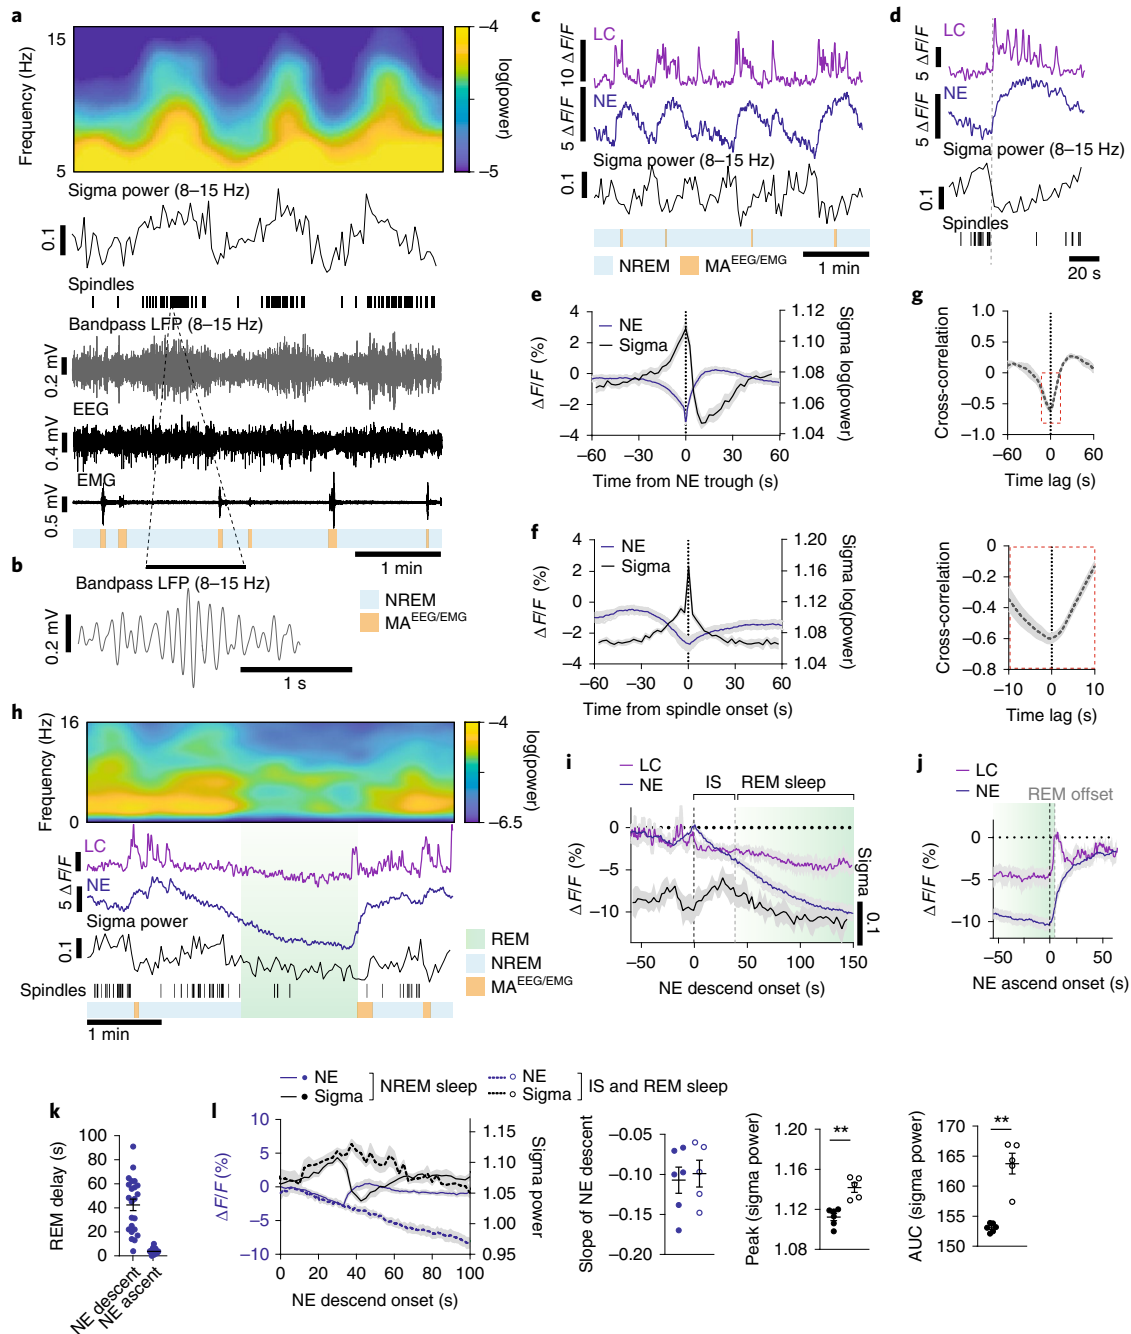 a
15
5
Frequency (Hz)
−4
−5
log(power)
Sigma power (8–15 Hz)
0.1
Spindles
Bandpass LFP (8–15 Hz)
0.2 mV
EEG
0.4 mV
EMG
0.5 mV
1 min
b
Bandpass LFP (8–15 Hz)
0.2 mV
1 s
NREM
MA^EEG/EMG
c
LC
10 ΔF/F
NE
5 ΔF/F
Sigma power (8–15 Hz)
0.1
NREM
MA^EEG/EMG
1 min
d
LC
5 ΔF/F
NE
5 ΔF/F
Sigma power (8–15 Hz)
0.1
Spindles
20 s
e
NE
Sigma
4
2
0
−2
−4
ΔF/F (%)
1.12
1.10
1.08
1.06
1.04
Sigma log(power)
−60
−30
0
30
60
Time from NE trough (s)
f
NE
Sigma
4
2
0
−2
−4
ΔF/F (%)
1.20
1.16
1.12
1.08
1.04
Sigma log(power)
−60
−30
0
30
60
Time from spindle onset (s)
g
1.0
0.5
0
−0.5
−1.0
Cross-correlation
−60
0
60
Time lag (s)
0
−0.2
−0.4
−0.6
−0.8
Cross-correlation
−10
0
10
Time lag (s)
h
16
0
Frequency (Hz)
−4
−6.5
log(power)
LC
5 ΔF/F
NE
Sigma power
0.1
Spindles
1 min
REM
NREM
MA^EEG/EMG
i
LC
NE
IS
REM sleep
0
−5
−10
ΔF/F (%)
Sigma
0.1
−50
0
50
100
150
NE descend onset (s)
j
LC
NE
REM offset
0
−5
−10
ΔF/F (%)
−50
0
50
NE ascend onset (s)
k
100
80
60
40
20
0
REM delay (s)
NE descent
NE ascent
l
NE
Sigma
NREM sleep
NE
Sigma
IS and REM sleep
10
5
0
−5
−10
ΔF/F (%)
1.15
1.10
1.05
1.00
0.95
Sigma power
0
20
40
60
80
100
NE descend onset (s)
−0.05
−0.10
−0.15
−0.20
Slope of NE descent
**
1.20
1.16
1.12
1.08
Peak (sigma power)
**
170
165
160
155
150
AUC (sigma power)